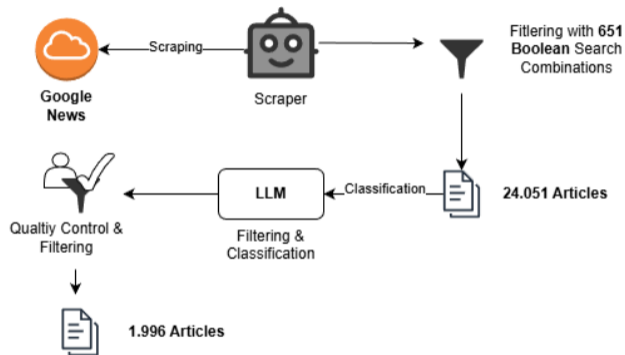 Scraping
Google
News
Scraper
Fitlering with 651
Boolean Search
Combinations
24.051 Articles
Classification
LLM
Filtering &
Classification
Qualtiy Control &
Filtering
1.996 Articles